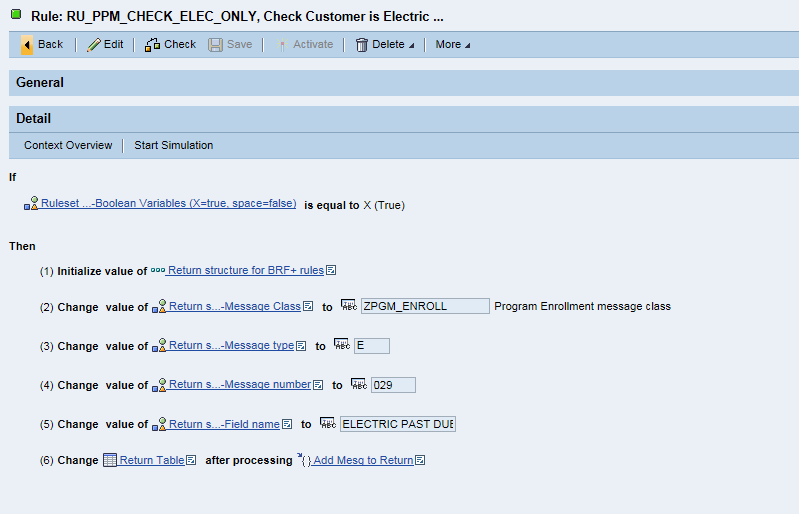 Rule: RU_PPM_CHECK_ELEC_ONLY, Check Customer is Electric ...
Back Edit Check Save Activate Delete More
General
Detail
Context Overview Start Simulation
If
Ruleset ...-Boolean Variables (X=true, space=false) is equal to X (True)
Then
(1) Initialize value of Return structure for BRF+ rules
(2) Change value of Return s...-Message Class to ABC ZPGM_ENROLL Program Enrollment message class
(3) Change value of Return s...-Message type to ABC E
(4) Change value of Return s...-Message number to ABC 029
(5) Change value of Return s...-Field name to ABC ELECTRIC PAST DUE
(6) Change Return Table after processing Add Mesg to Return